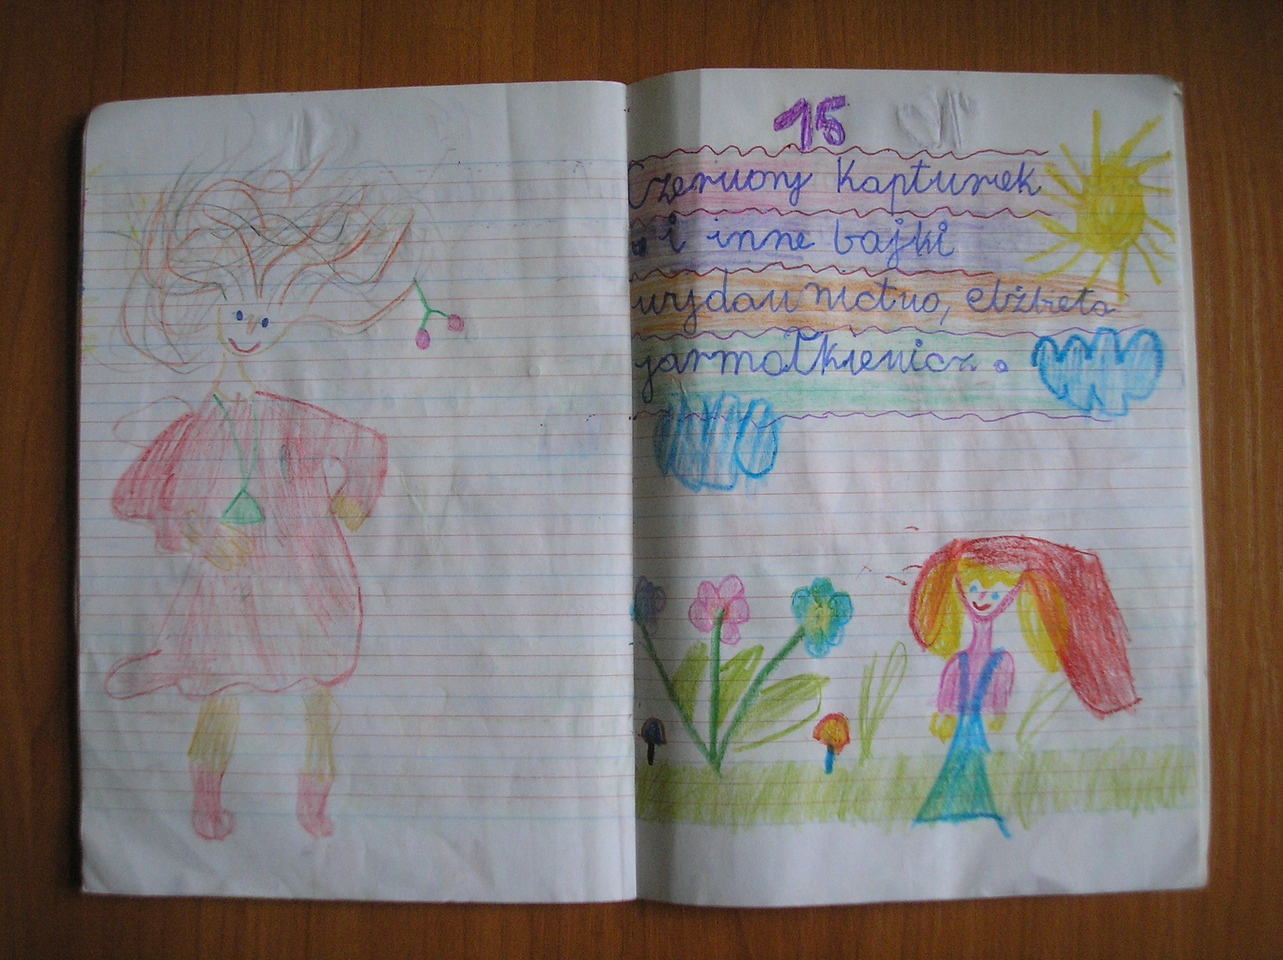 15
Czerwony Kapturek
i inne bajki
wydawnictwo, elżbieta
jarmołkiewicz.